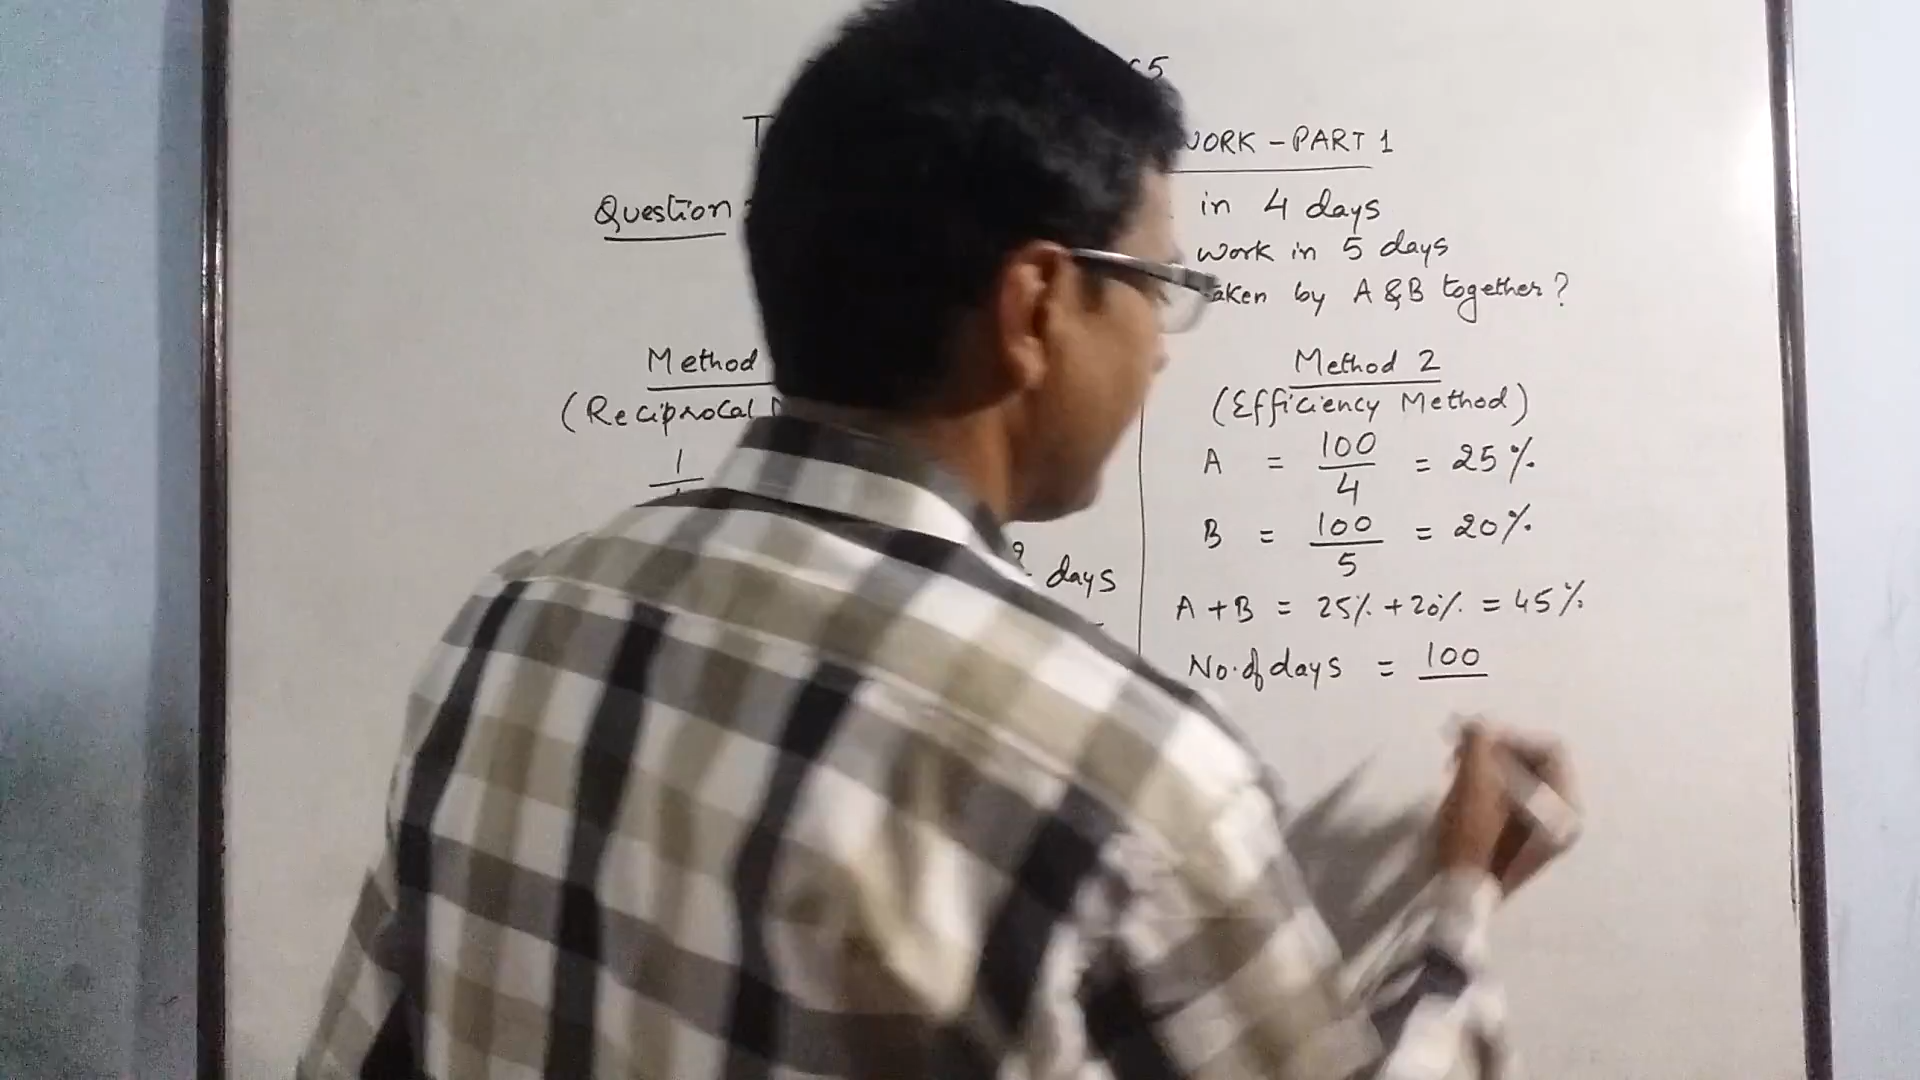 WORK - PART 1
Question
in 4 days
work in 5 days
by A & B together?
Method
(Reciprocal
1
days
Method 2
(Efficiency Method)
A = 100/4 = 25%
B = 100/5 = 20%
A + B = 25% + 20% = 45%
No. of days = 100